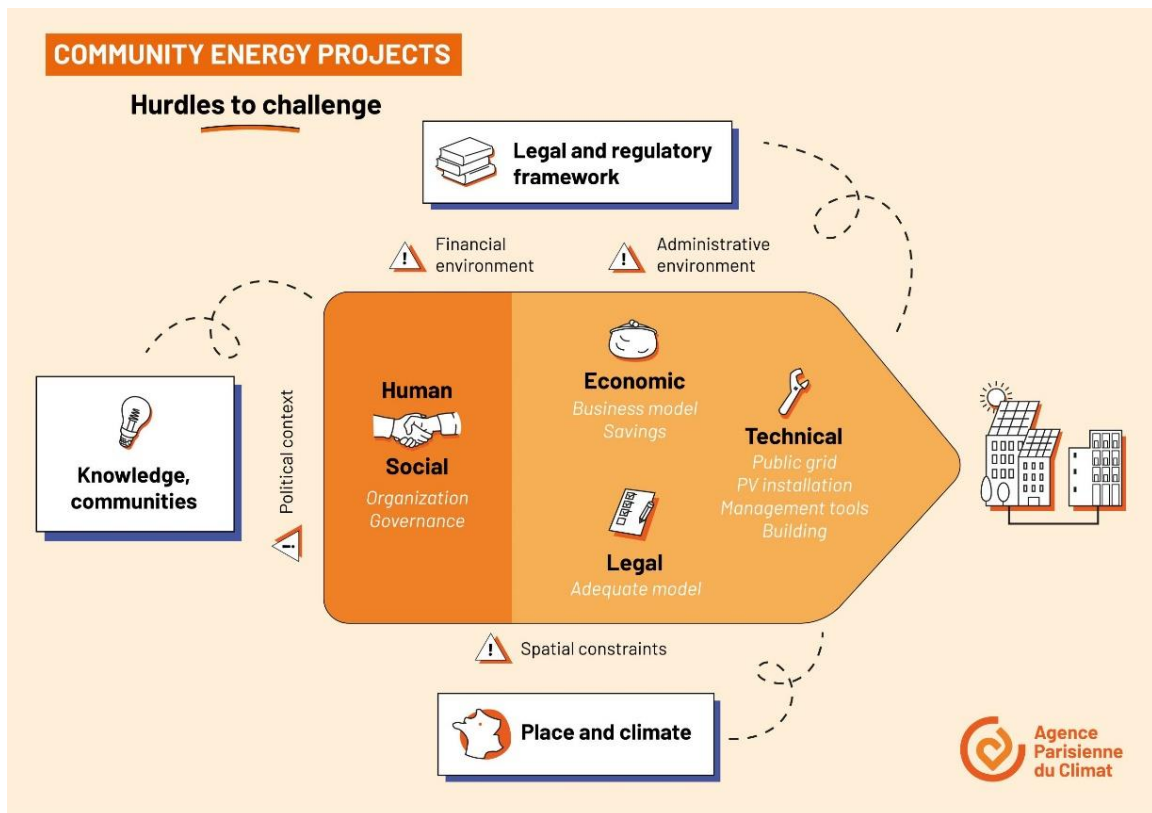 COMMUNITY ENERGY PROJECTS
Hurdles to challenge
Legal and regulatory
framework
Financial
environment
Administrative
environment
Knowledge,
communities
Political context
Human
Social
Organization
Governance
Economic
Business model
Savings
Legal
Adequate model
Technical
Public grid
PV installation
Management tools
Building
Spatial constraints
Place and climate
Agence
Parisienne
du Climat